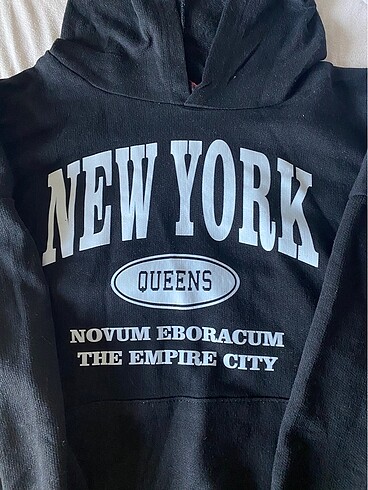 NEW YORK
QUEENS
NOVUM EBORACUM
THE EMPIRE CITY